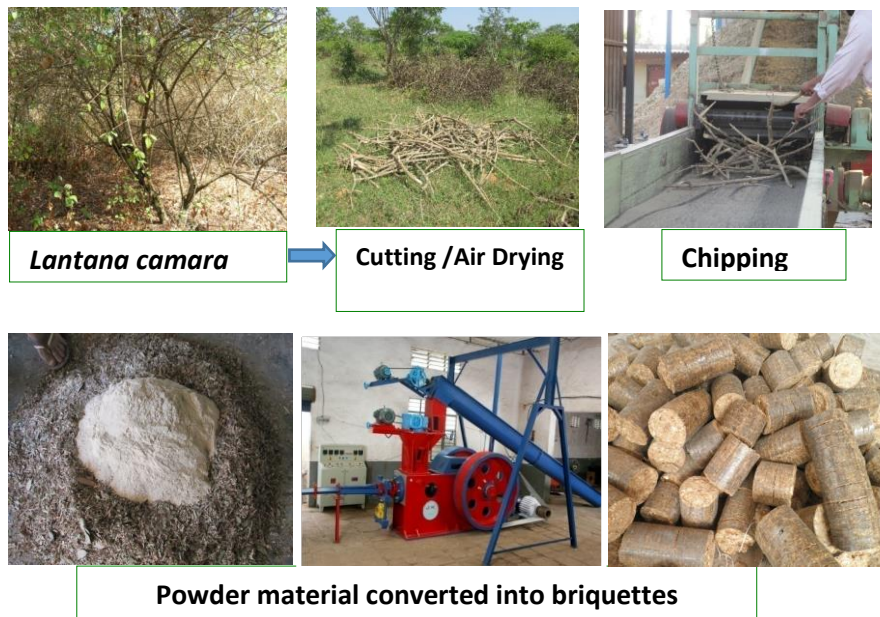 Lantana camara
Cutting /Air Drying
Chipping
Powder material converted into briquettes